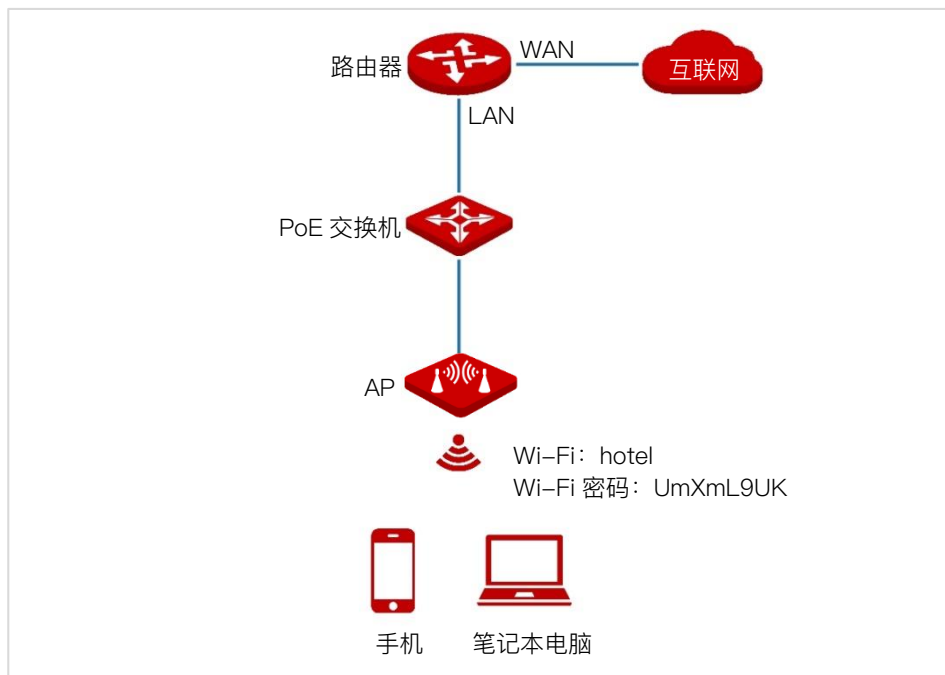 路由器
WAN
互联网
LAN
PoE 交换机
AP
Wi-Fi：hotel
Wi-Fi 密码：UmXmL9UK
手机
笔记本电脑